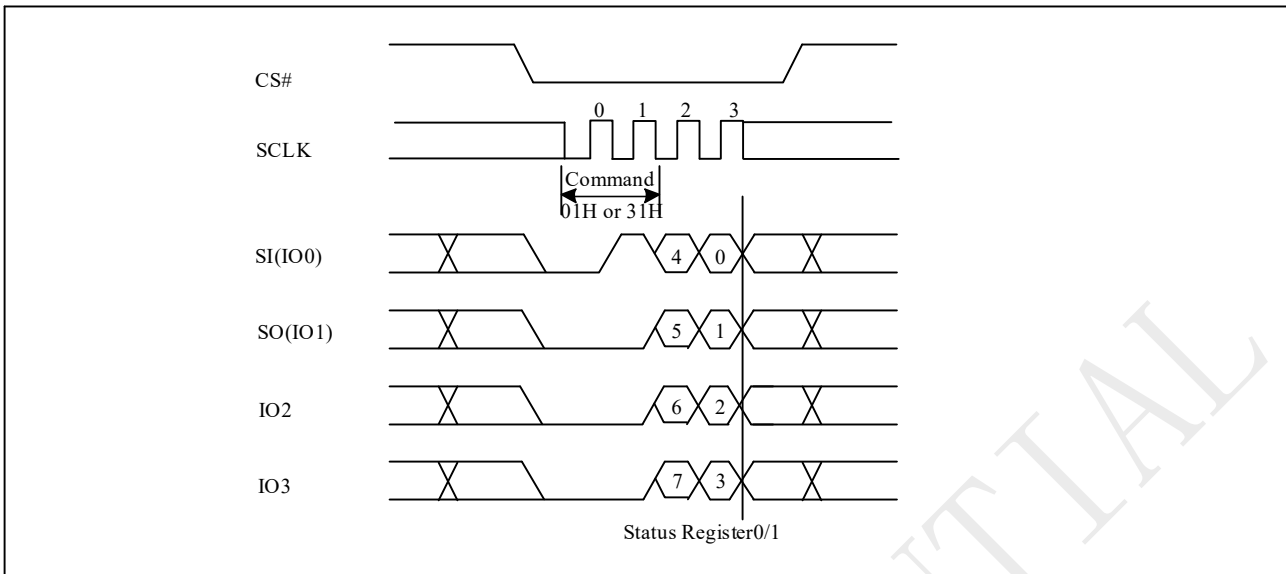 CS#
0 1 2 3
SCLK
Command
01H or 31H
SI(IO0) 4 0
SO(IO1) 5 1
IO2 6 2
IO3 7 3
Status Register0/1
NTIAL